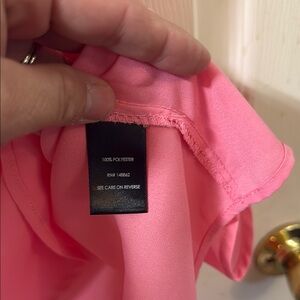 100% POLYESTER
RN# 148662
SEE CARE ON REVERSE